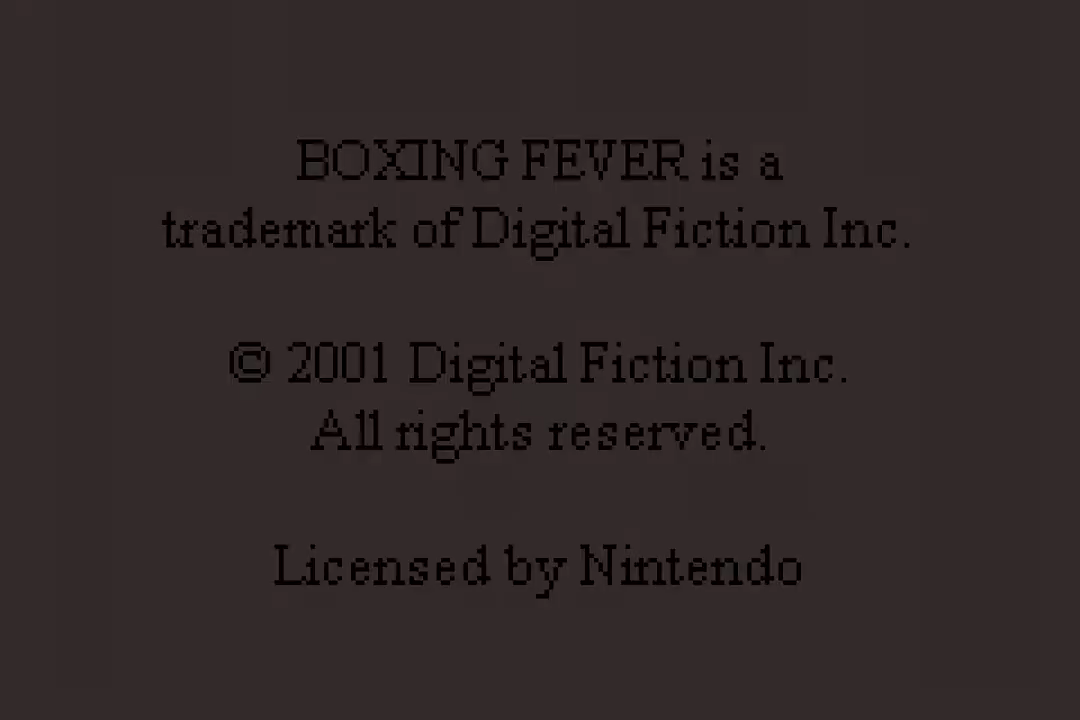 BOXING FEVER is a
trademark of Digital Fiction Inc.
© 2001 Digital Fiction Inc.
All rights reserved.
Licensed by Nintendo